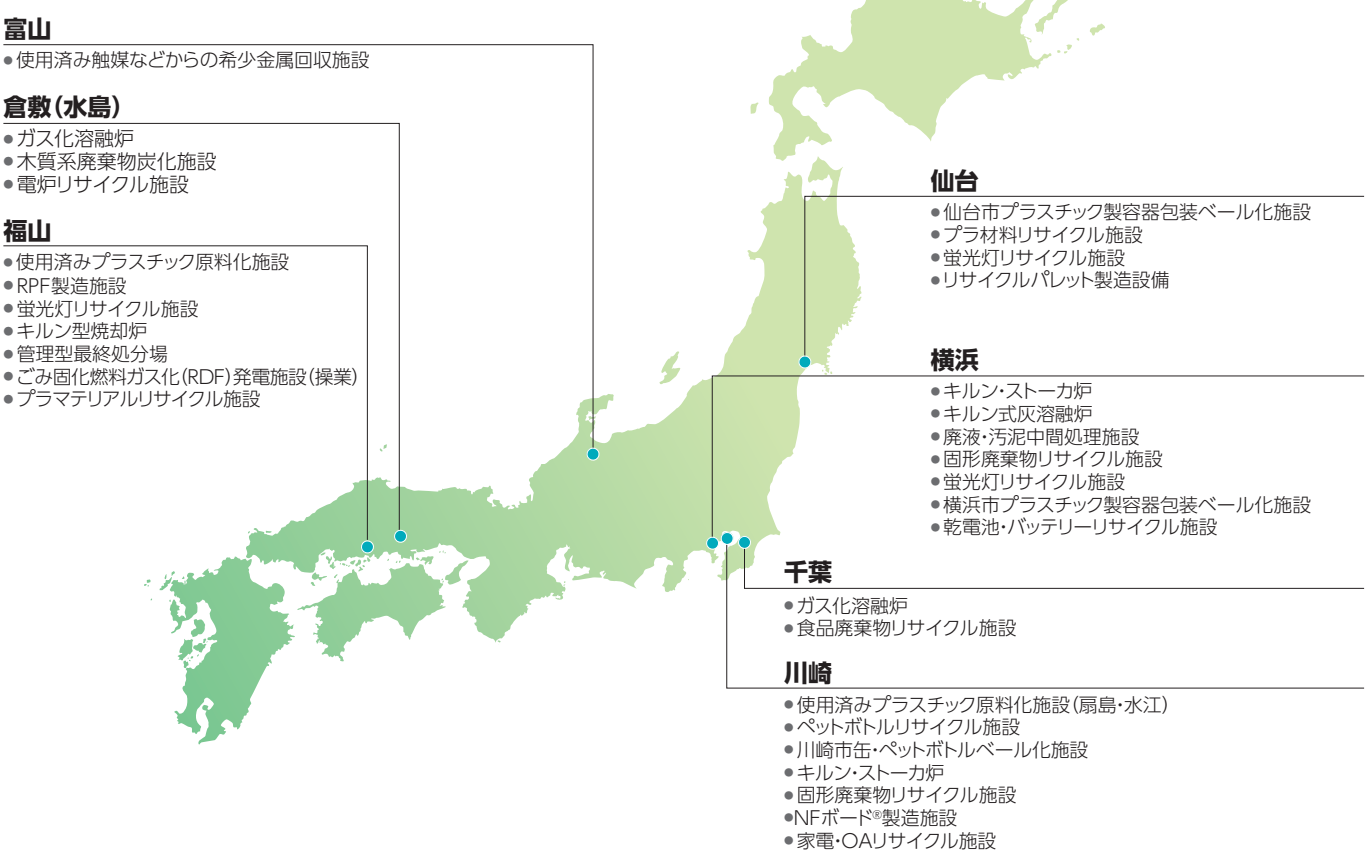 富山
●使用済み触媒などからの希少金属回収施設
倉敷（水島）
●ガス化溶融炉
●木質系廃棄物炭化施設
●電炉リサイクル施設
福山
●使用済みプラスチック原料化施設
●RPF製造施設
●蛍光灯リサイクル施設
●キルン型焼却炉
●管理型最終処分場
●ごみ固化燃料ガス化（RDF）発電施設（操業）
●プラマテリアルリサイクル施設
仙台
●仙台市プラスチック製容器包装ベール化施設
●プラ材料リサイクル施設
●蛍光灯リサイクル施設
●リサイクルパレット製造設備
横浜
●キルン・ストーカ炉
●キルン式灰溶融炉
●廃液・汚泥中間処理施設
●固形廃棄物リサイクル施設
●蛍光灯リサイクル施設
●横浜市プラスチック製容器包装ベール化施設
●乾電池・バッテリーリサイクル施設
千葉
●ガス化溶融炉
●食品廃棄物リサイクル施設
川崎
●使用済みプラスチック原料化施設（扇島・水江）
●ペットボトルリサイクル施設
●川崎市缶・ペットボトルベール化施設
●キルン・ストーカ炉
●固形廃棄物リサイクル施設
●NFボード®製造施設
●家電・OAリサイクル施設